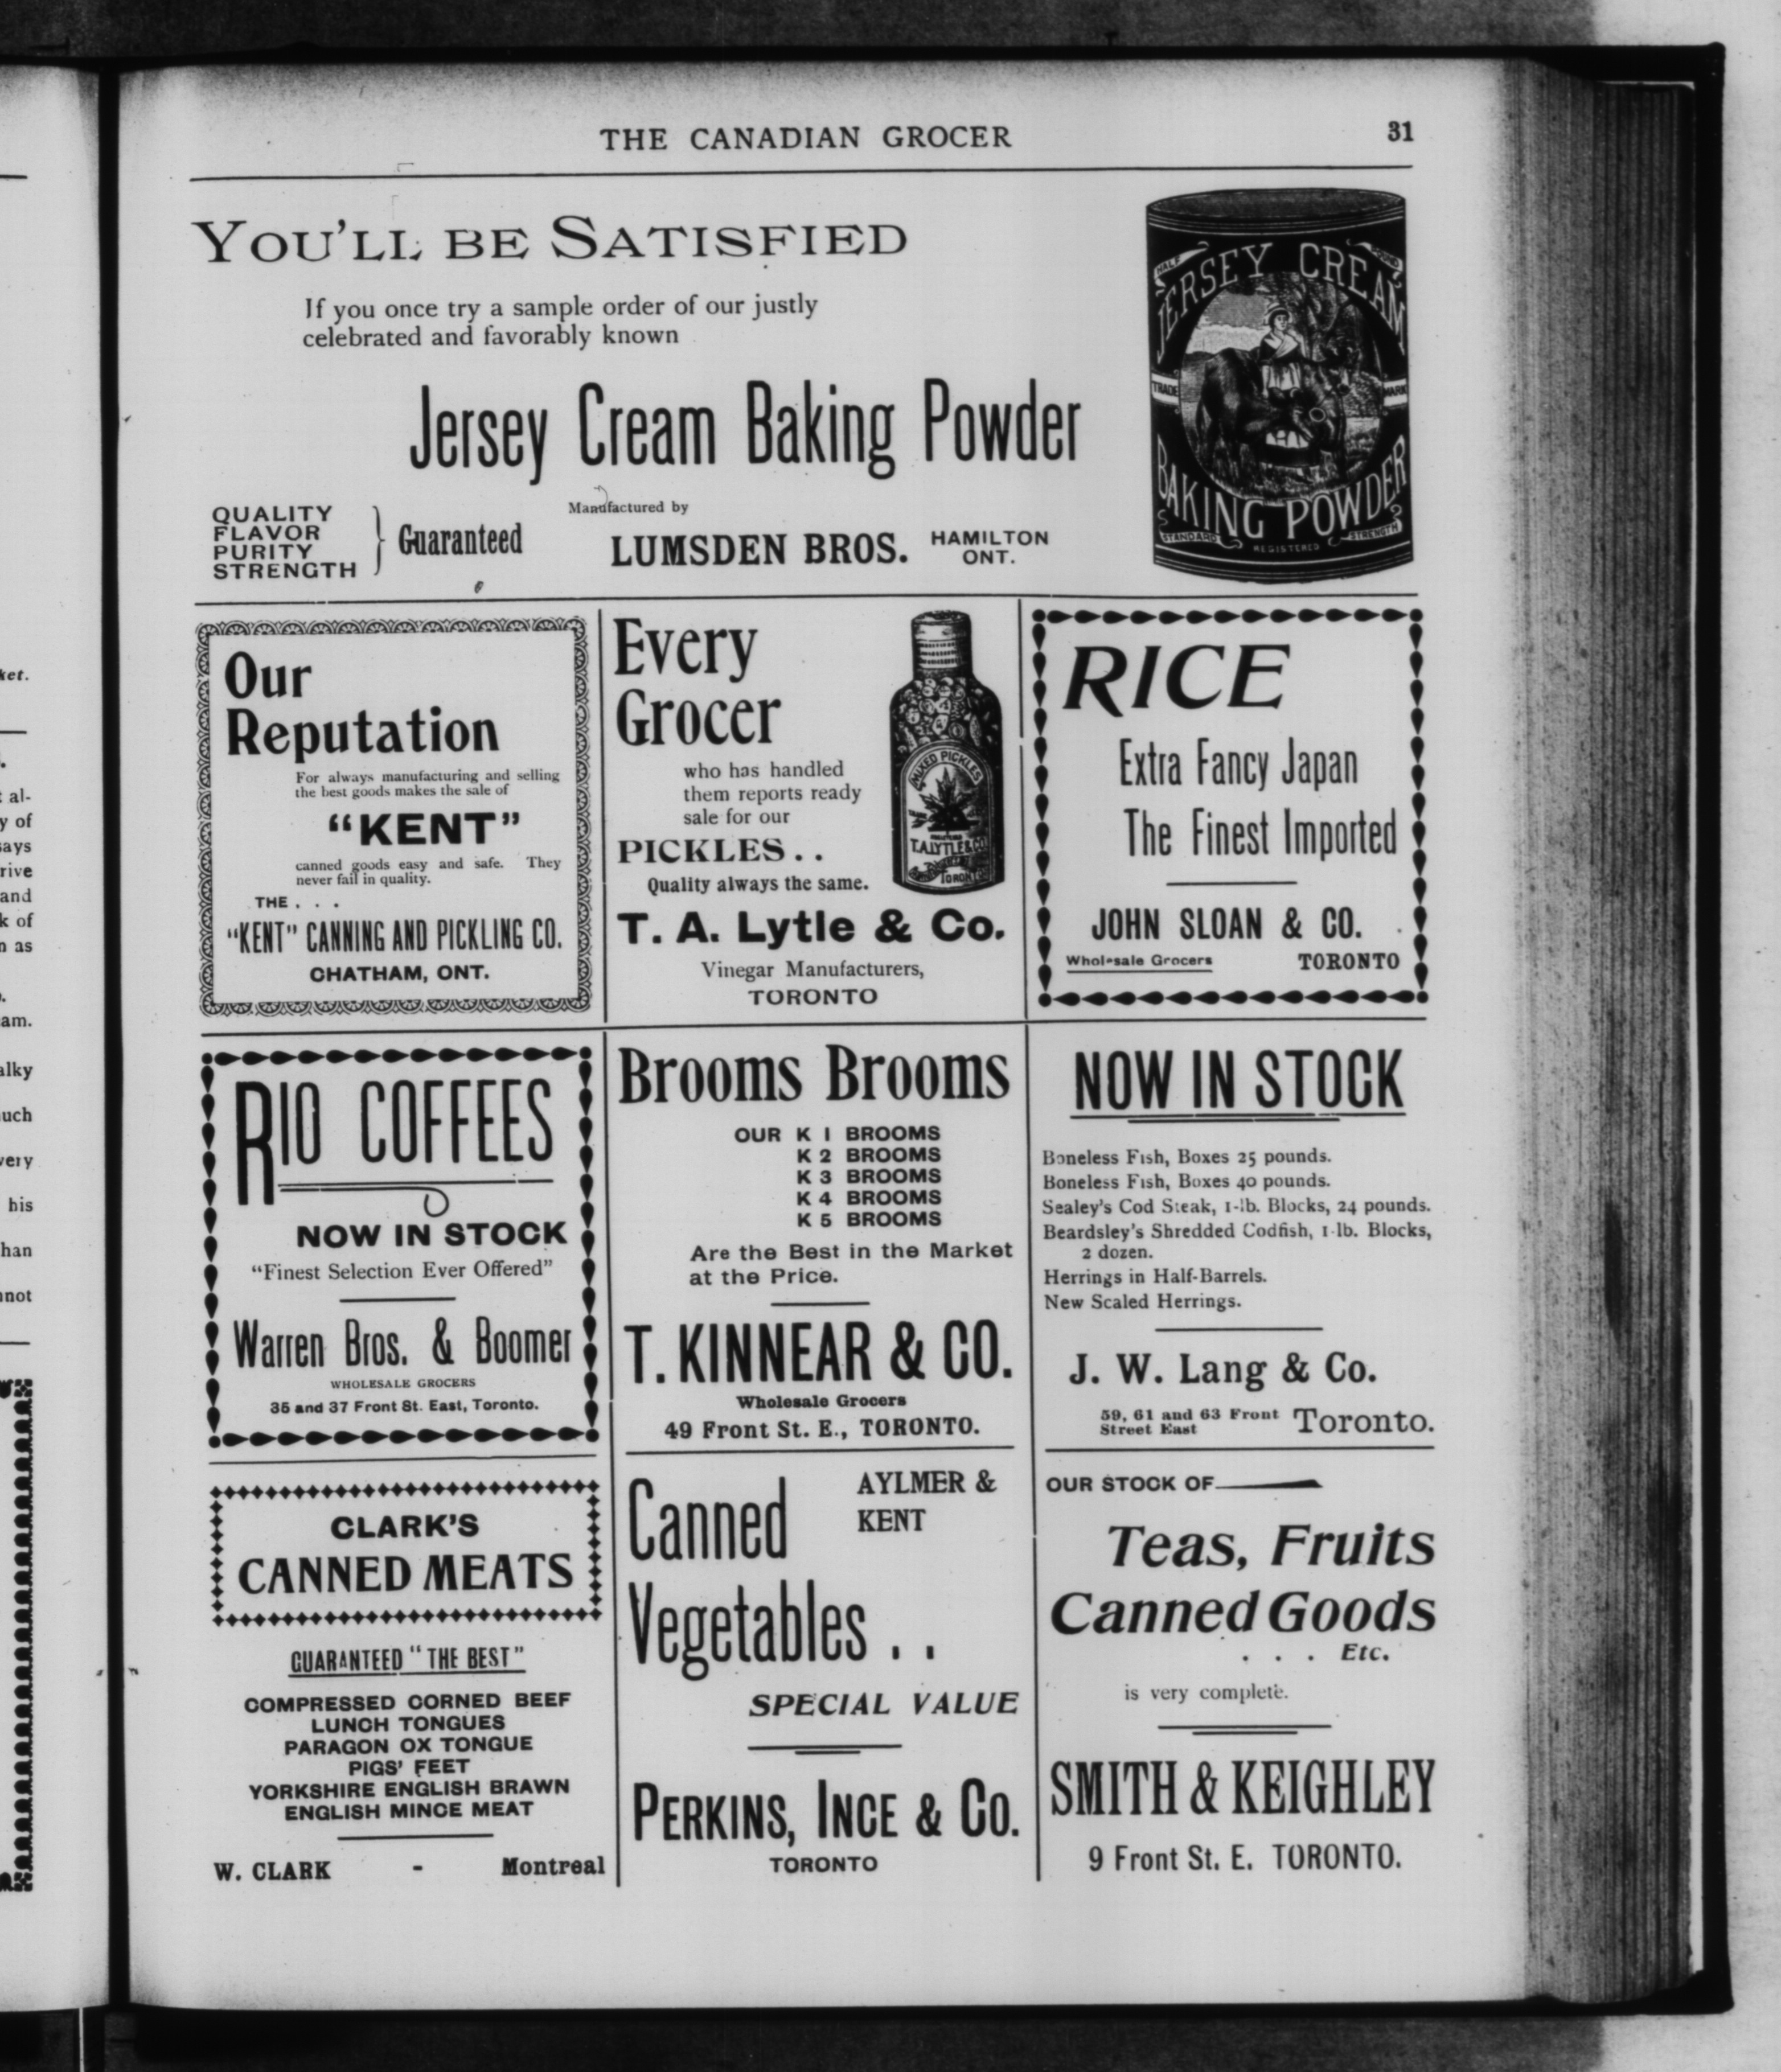 THE CANADIAN GROCER 31
YOU'LL BE SATISFIED
If you once try a sample order of our justly
celebrated and favorably known
Jersey Cream Baking Powder
QUALITY
FLAVOR
PURITY
STRENGTH
Guaranteed
Manufactured by
LUMSDEN BROS. HAMILTON
ONT.
HALF POUND
JERSEY CREAM
TRADE MARK
BAKING POWDER
STANDARD STRENGTH
REGISTERED
Our
Reputation
For always manufacturing and selling
the best goods makes the sale of
"KENT"
canned goods easy and safe. They
never fail in quality.
THE . . .
"KENT" CANNING AND PICKLING CO.
CHATHAM, ONT.
Every
Grocer
who has handled
them reports ready
sale for our
PICKLES . .
Quality always the same.
T. A. Lytle & Co.
Vinegar Manufacturers,
TORONTO
MIXED PICKLES
T.A. LYTLE & CO.
TORONTO
RICE
Extra Fancy Japan
The Finest Imported
JOHN SLOAN & CO.
Wholesale Grocers TORONTO
RIO COFFEES
NOW IN STOCK
"Finest Selection Ever Offered"
Warren Bros. & Boomer
WHOLESALE GROCERS
35 and 37 Front St. East, Toronto.
Brooms Brooms
OUR K 1 BROOMS
K 2 BROOMS
K 3 BROOMS
K 4 BROOMS
K 5 BROOMS
Are the Best in the Market
at the Price.
T. KINNEAR & CO.
Wholesale Grocers
49 Front St. E., TORONTO.
NOW IN STOCK
Boneless Fish, Boxes 25 pounds.
Boneless Fish, Boxes 40 pounds.
Sealey's Cod Steak, 1-lb. Blocks, 24 pounds.
Beardsley's Shredded Codfish, 1-lb. Blocks,
2 dozen.
Herrings in Half-Barrels.
New Scaled Herrings.
J. W. Lang & Co.
59, 61 and 63 Front
Street East Toronto.
CLARK'S
CANNED MEATS
GUARANTEED "THE BEST"
COMPRESSED CORNED BEEF
LUNCH TONGUES
PARAGON OX TONGUE
PIGS' FEET
YORKSHIRE ENGLISH BRAWN
ENGLISH MINCE MEAT
W. CLARK - Montreal
Canned AYLMER &
KENT
Vegetables . .
SPECIAL VALUE
PERKINS, INCE & CO.
TORONTO
OUR STOCK OF
Teas, Fruits
Canned Goods
. . . Etc.
is very complete.
SMITH & KEIGHLEY
9 Front St. E. TORONTO.